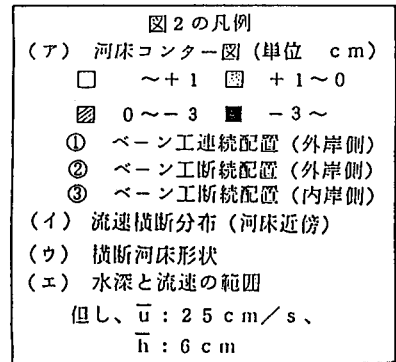 図2の凡例
(ア) 河床コンター図(単位 cm)
□ ~+1 ▒ +1~0
▨ 0~-3 ■ -3~
① ベーン工連続配置(外岸側)
② ベーン工断続配置(外岸側)
③ ベーン工断続配置(内岸側)
(イ) 流速横断分布(河床近傍)
(ウ) 横断河床形状
(エ) 水深と流速の範囲
但し、u̅:25cm/s、
h̅:6cm